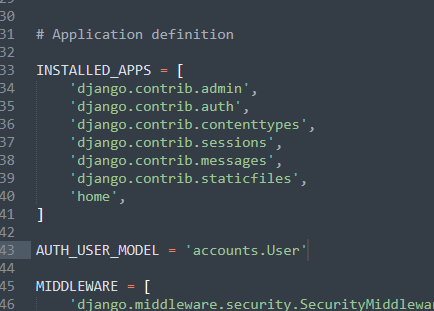 29
30
31 # Application definition
32
33 INSTALLED_APPS = [
34     'django.contrib.admin',
35     'django.contrib.auth',
36     'django.contrib.contenttypes',
37     'django.contrib.sessions',
38     'django.contrib.messages',
39     'django.contrib.staticfiles',
40     'home',
41 ]
42
43 AUTH_USER_MODEL = 'accounts.User'
44
45 MIDDLEWARE = [
46     'django.middleware.security.SecurityMiddlewar